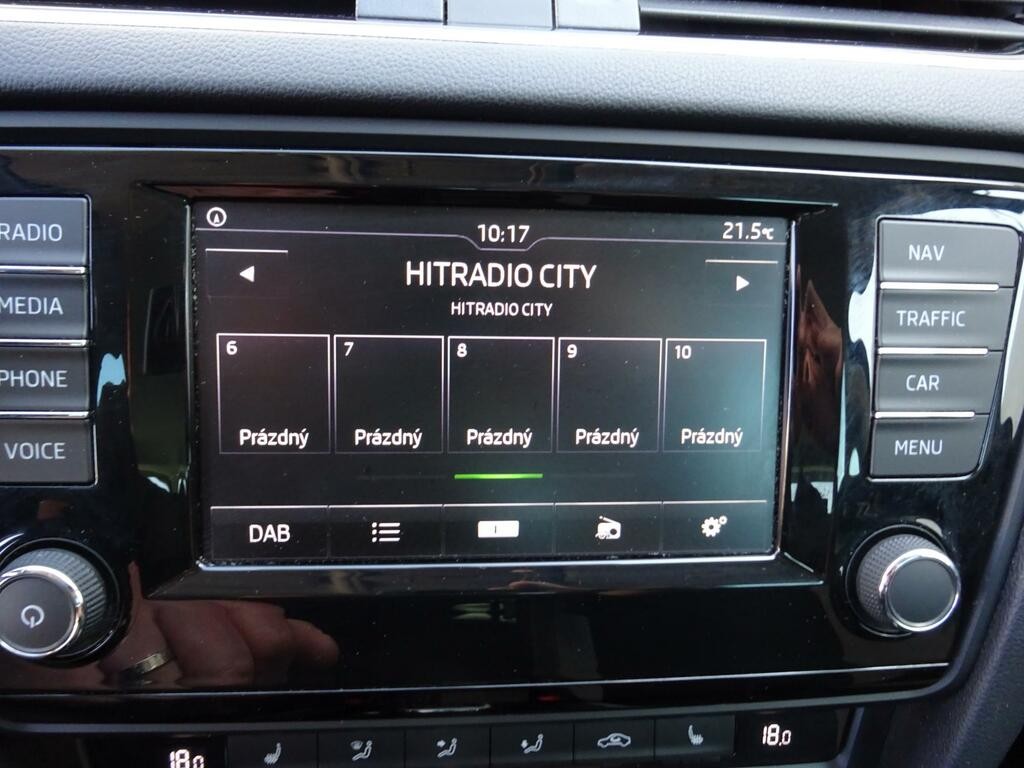 10:17
21.5°C
HITRADIO CITY
HITRADIO CITY
6
7
8
9
10
Prázdný
Prázdný
Prázdný
Prázdný
Prázdný
DAB
RADIO
MEDIA
PHONE
VOICE
NAV
TRAFFIC
CAR
MENU
18.0
18.0